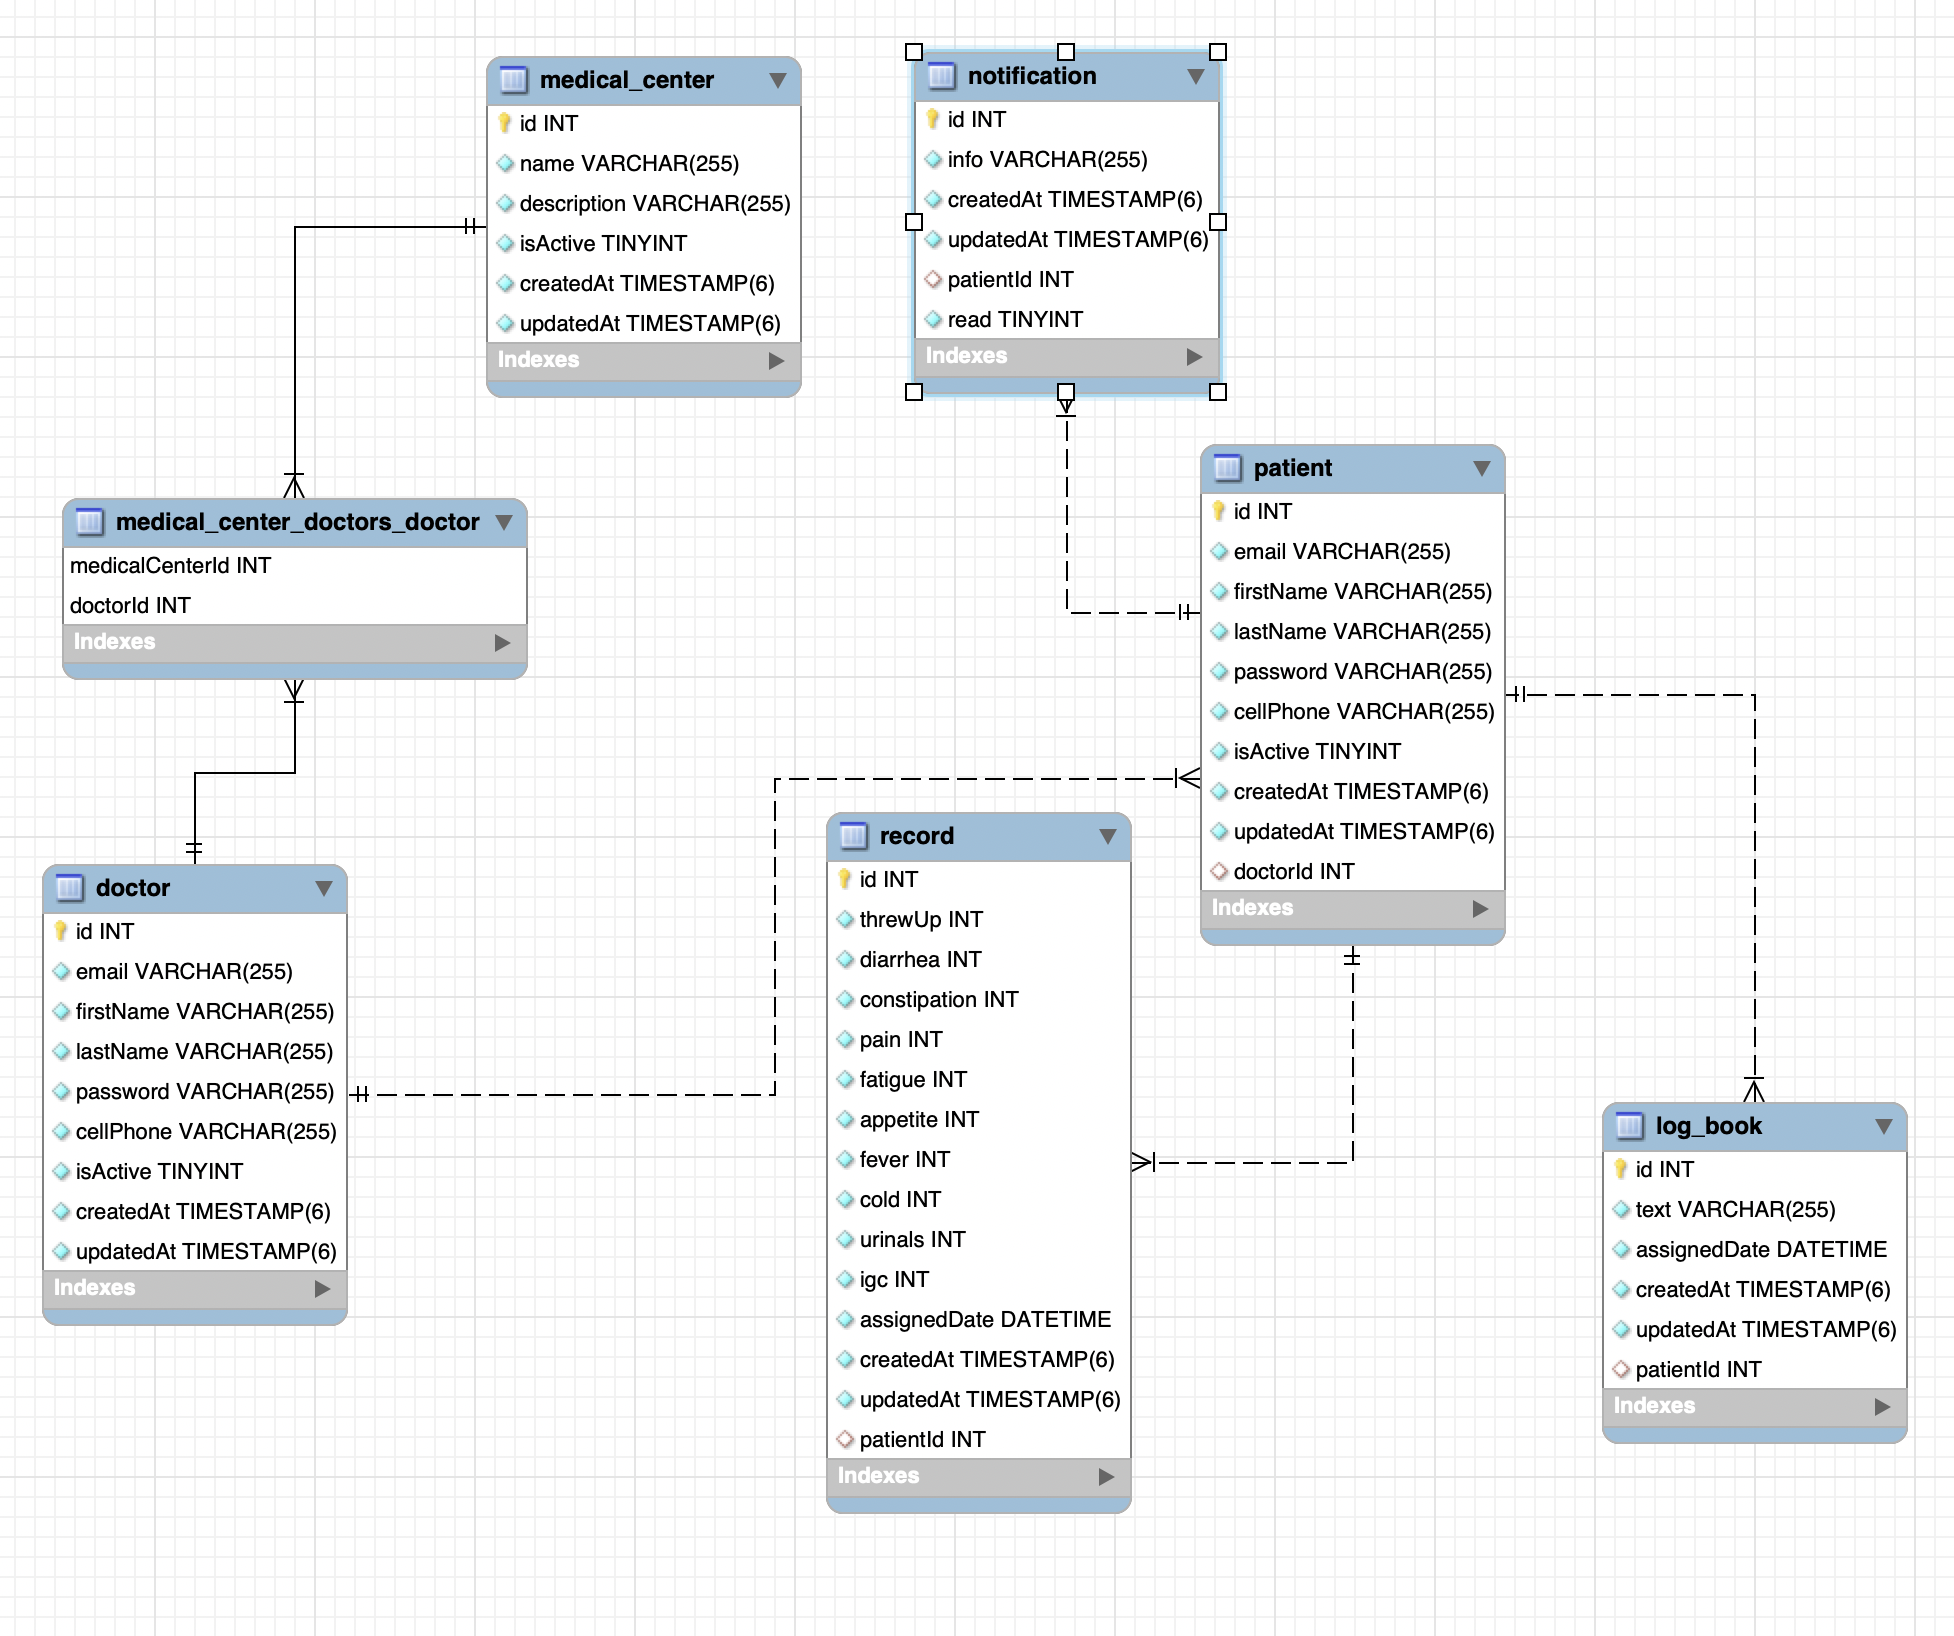 medical_center
id INT
name VARCHAR(255)
description VARCHAR(255)
isActive TINYINT
createdAt TIMESTAMP(6)
updatedAt TIMESTAMP(6)
Indexes
notification
id INT
info VARCHAR(255)
createdAt TIMESTAMP(6)
updatedAt TIMESTAMP(6)
patientId INT
read TINYINT
Indexes
medical_center_doctors_doctor
medicalCenterId INT
doctorId INT
Indexes
patient
id INT
email VARCHAR(255)
firstName VARCHAR(255)
lastName VARCHAR(255)
password VARCHAR(255)
cellPhone VARCHAR(255)
isActive TINYINT
createdAt TIMESTAMP(6)
updatedAt TIMESTAMP(6)
doctorId INT
Indexes
doctor
id INT
email VARCHAR(255)
firstName VARCHAR(255)
lastName VARCHAR(255)
password VARCHAR(255)
cellPhone VARCHAR(255)
isActive TINYINT
createdAt TIMESTAMP(6)
updatedAt TIMESTAMP(6)
Indexes
record
id INT
threwUp INT
diarrhea INT
constipation INT
pain INT
fatigue INT
appetite INT
fever INT
cold INT
urinals INT
igc INT
assignedDate DATETIME
createdAt TIMESTAMP(6)
updatedAt TIMESTAMP(6)
patientId INT
Indexes
log_book
id INT
text VARCHAR(255)
assignedDate DATETIME
createdAt TIMESTAMP(6)
updatedAt TIMESTAMP(6)
patientId INT
Indexes